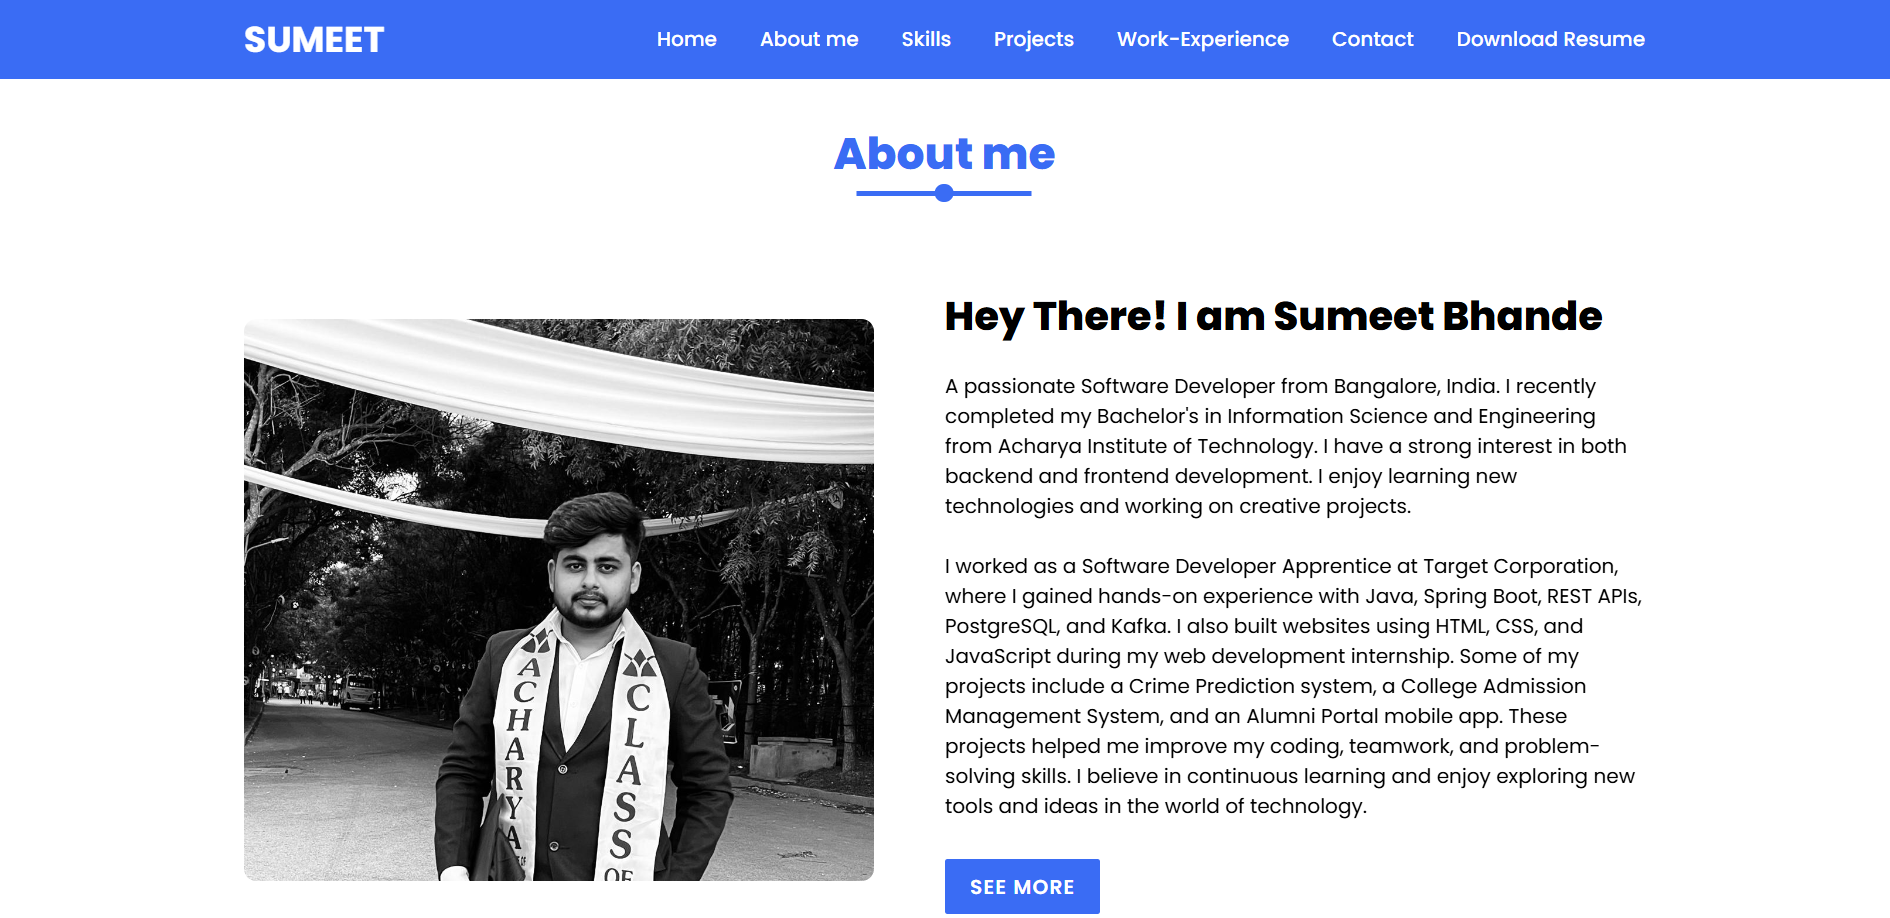 SUMEET
Home About me Skills Projects Work-Experience Contact Download Resume
About me
Hey There! I am Sumeet Bhande
A passionate Software Developer from Bangalore, India. I recently
completed my Bachelor's in Information Science and Engineering
from Acharya Institute of Technology. I have a strong interest in both
backend and frontend development. I enjoy learning new
technologies and working on creative projects.
I worked as a Software Developer Apprentice at Target Corporation,
where I gained hands-on experience with Java, Spring Boot, REST APIs,
PostgreSQL, and Kafka. I also built websites using HTML, CSS, and
JavaScript during my web development internship. Some of my
projects include a Crime Prediction system, a College Admission
Management System, and an Alumni Portal mobile app. These
projects helped me improve my coding, teamwork, and problem-
solving skills. I believe in continuous learning and enjoy exploring new
tools and ideas in the world of technology.
SEE MORE
ACHARYA
CLASS
OF